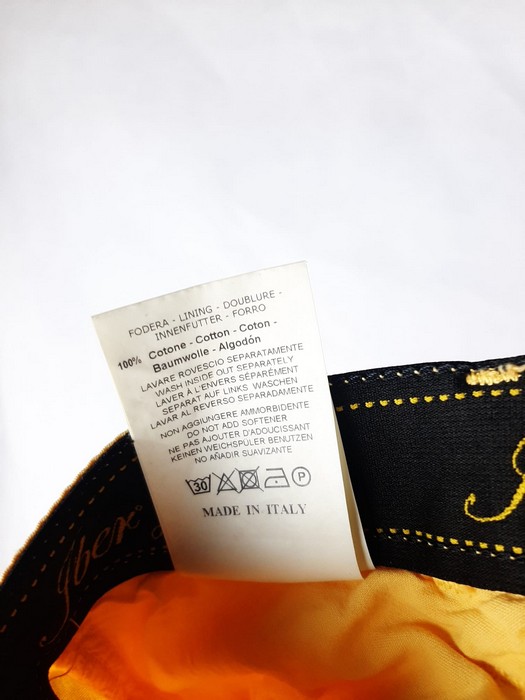 FODERA - LINING - DOUBLURE -
INNENFUTTER - FORRO
100% Cotone - Cotton - Coton -
Baumwolle - Algodón
LAVARE ROVESCIO SEPARATAMENTE
WASH INSIDE OUT SEPARATELY
LAVER À L'ENVERS SÉPARÉMENT
SEPARAT AUF LINKS WASCHEN
LAVAR AL REVERSO SEPARADAMENTE
NON AGGIUNGERE AMMORBIDENTE
DO NOT ADD SOFTENER
NE PAS AJOUTER D'ADOUCISSANT
KEINEN WEICHSPÜLER BENUTZEN
NO AÑADIR SUAVIZANTE
30 P
MADE IN ITALY
Jber®